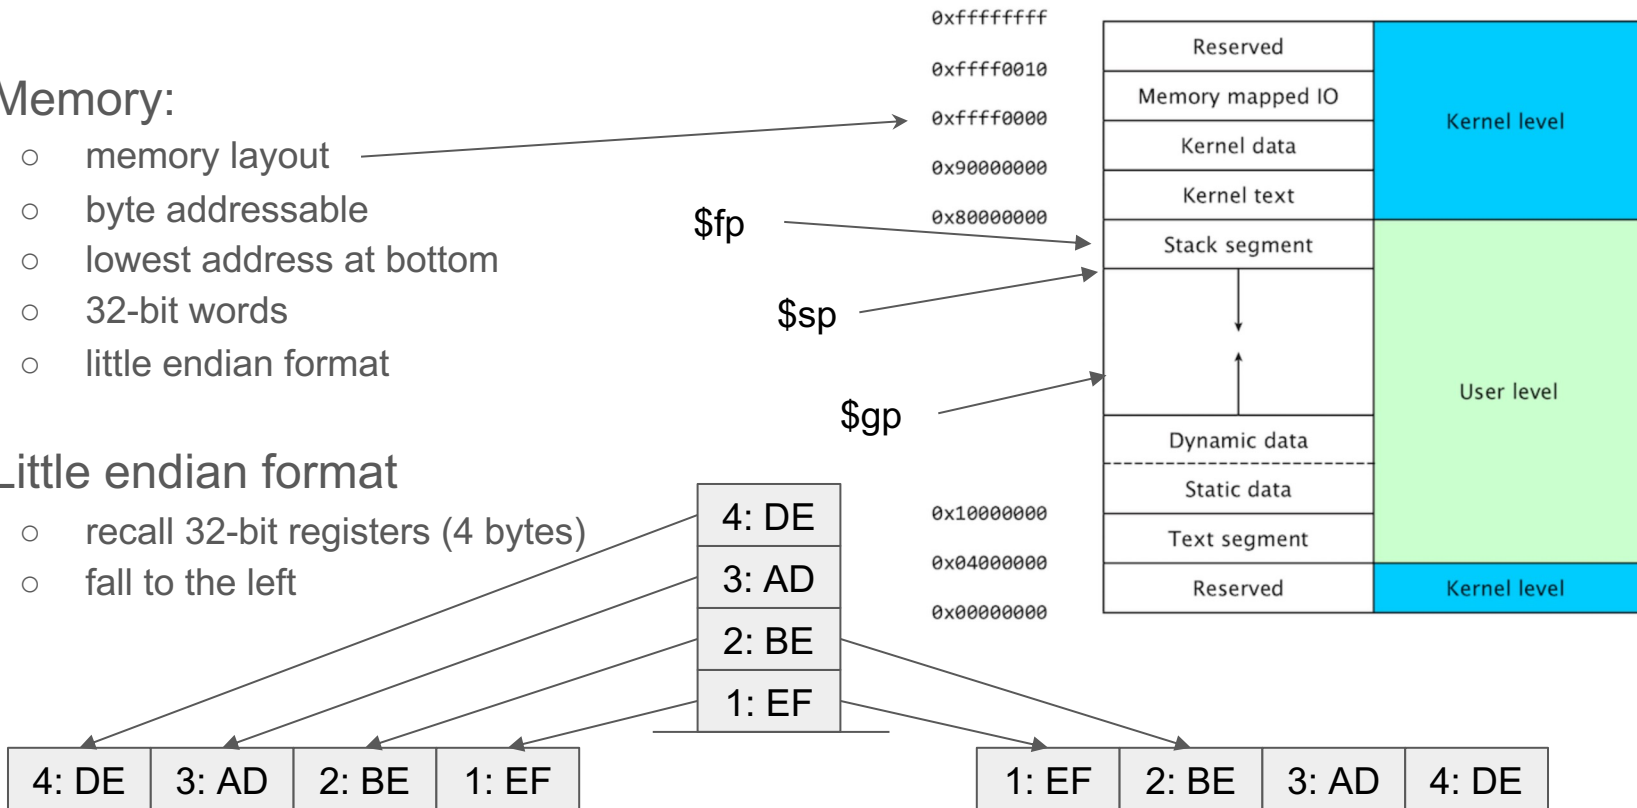 Memory:
○ memory layout
○ byte addressable
○ lowest address at bottom
○ 32-bit words
○ little endian format
Little endian format
○ recall 32-bit registers (4 bytes)
○ fall to the left
$fp
$sp
$gp
0xffffffff
Reserved
0xffff0010
Memory mapped IO
0xffff0000
Kernel data
0x90000000
Kernel text
0x80000000
Kernel level
Stack segment
Dynamic data
Static data
0x10000000
Text segment
0x04000000
User level
Reserved
Kernel level
0x00000000
4: DE
3: AD
2: BE
1: EF
4: DE 3: AD 2: BE 1: EF
1: EF 2: BE 3: AD 4: DE